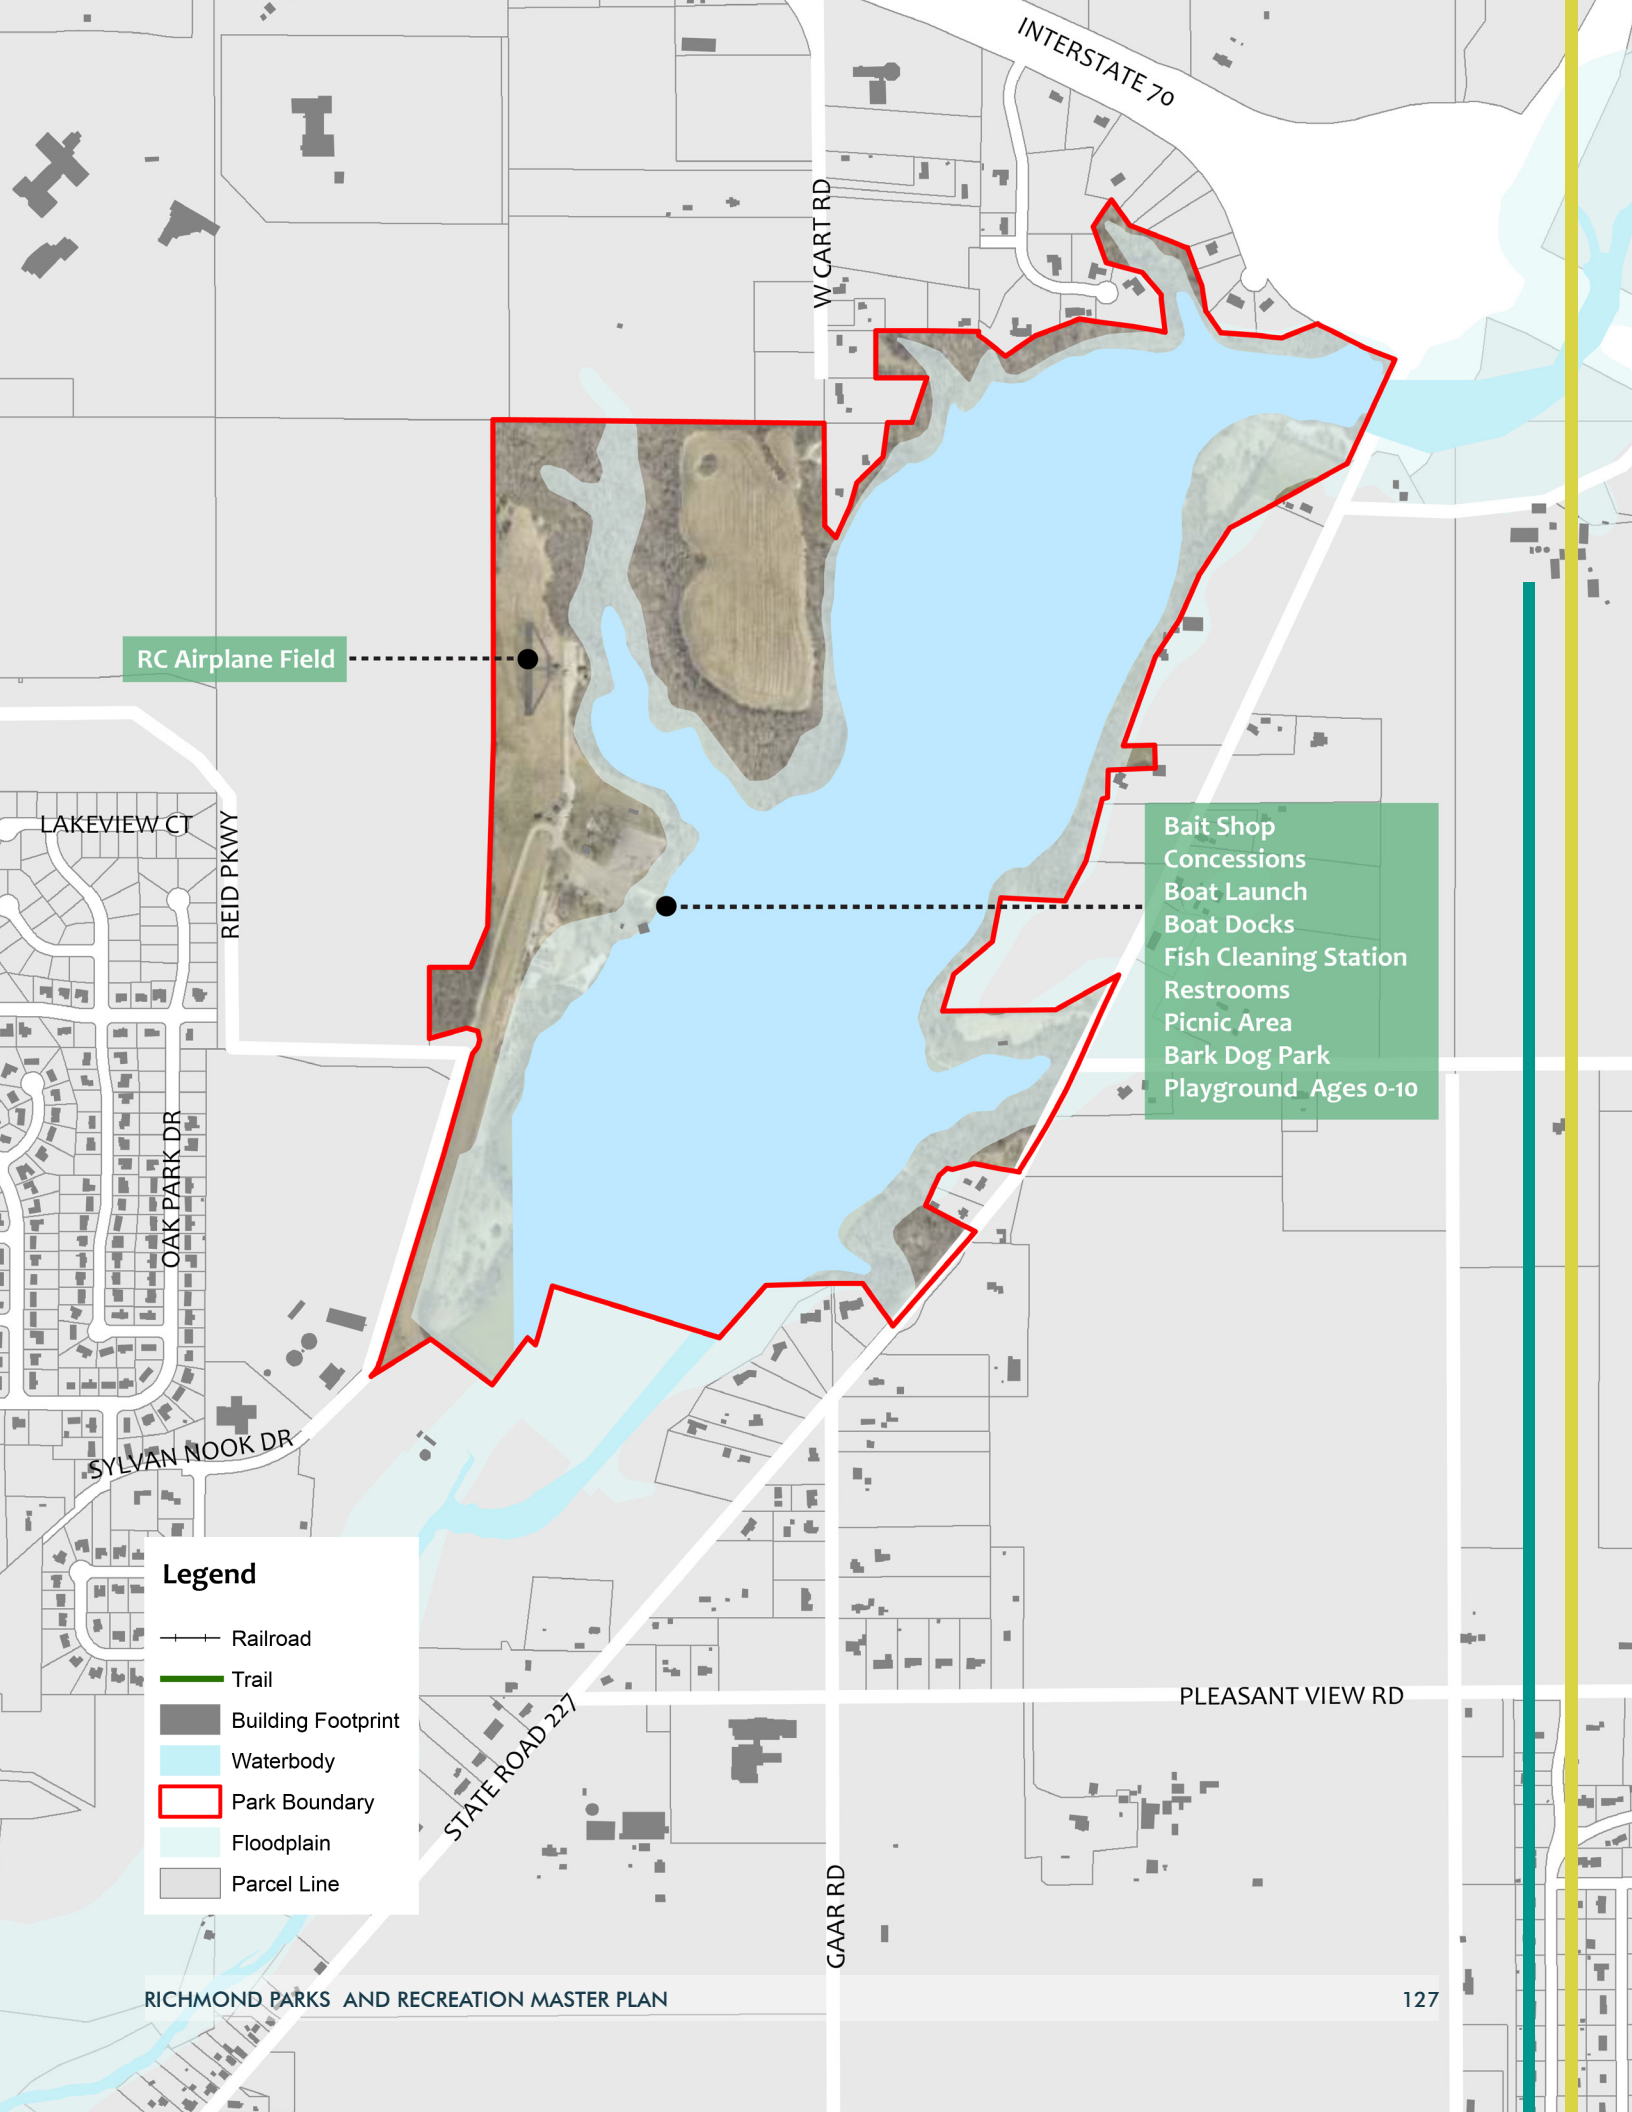 INTERSTATE 70
W CART RD
RC Airplane Field
LAKEVIEW CT
REID PKWY
Bait Shop
Concessions
Boat Launch
Boat Docks
Fish Cleaning Station
Restrooms
Picnic Area
Bark Dog Park
Playground  Ages 0-10
OAK PARK DR
SYLVAN NOOK DR
Legend
Railroad
Trail
Building Footprint
Waterbody
Park Boundary
Floodplain
Parcel Line
STATE ROAD 227
PLEASANT VIEW RD
GAAR RD
RICHMOND PARKS  AND RECREATION MASTER PLAN
127